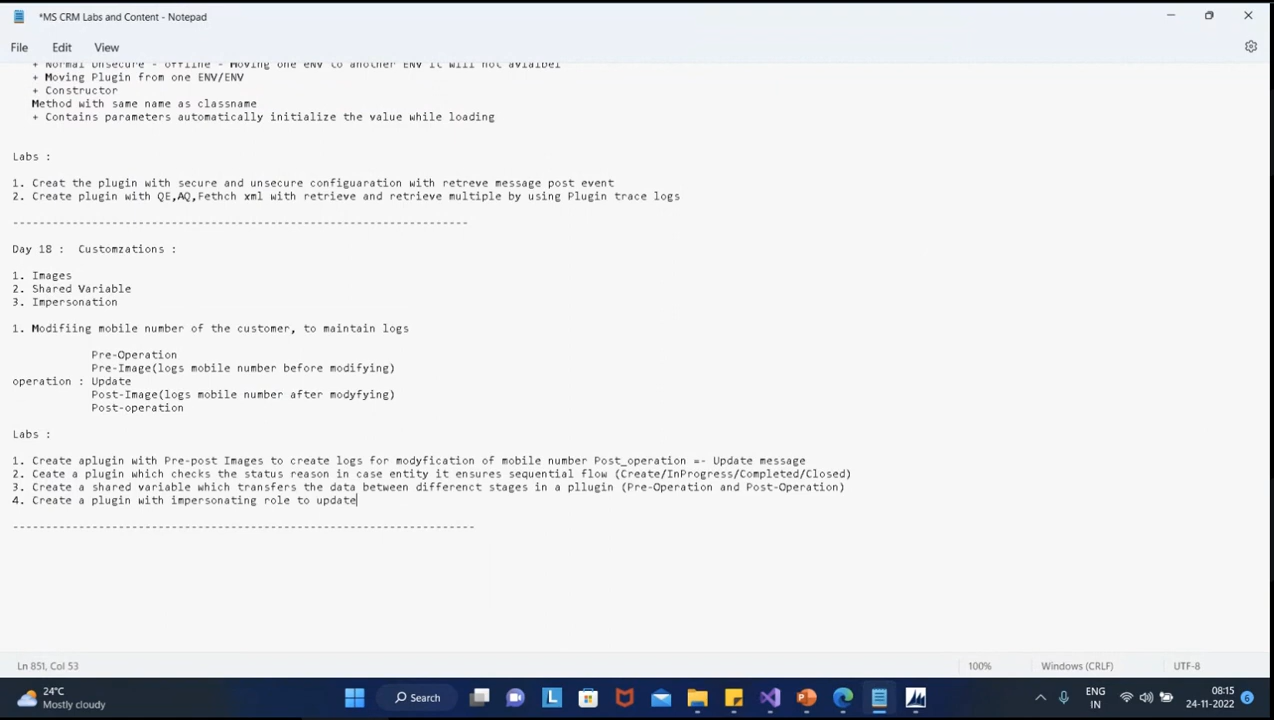 *MS CRM Labs and Content - Notepad
File Edit View
+ Normal Unsecure - offline - Moving one env to another ENV it will not avlaibel
+ Moving Plugin from one ENV/ENV
+ Constructor
Method with same name as classname
+ Contains parameters automatically initialize the value while loading
Labs :
1. Creat the plugin with secure and unsecure configuaration with retreve message post event
2. Create plugin with QE,AQ,Fethch xml with retrieve and retrieve multiple by using Plugin trace logs
---------------------------------------------------------------------
Day 18 :  Customzations :
1. Images
2. Shared Variable
3. Impersonation
1. Modifiing mobile number of the customer, to maintain logs
Pre-Operation
Pre-Image(logs mobile number before modifying)
operation : Update
Post-Image(logs mobile number after modyfying)
Post-operation
Labs :
1. Create aplugin with Pre-post Images to create logs for modyfication of mobile number Post_operation =- Update message
2. Ceate a plugin which checks the status reason in case entity it ensures sequential flow (Create/InProgress/Completed/Closed)
3. Create a shared variable which transfers the data between differenct stages in a pllugin (Pre-Operation and Post-Operation)
4. Create a plugin with impersonating role to update
----------------------------------------------------------------------
Ln 851, Col 53 100% Windows (CRLF) UTF-8
24°C
Mostly cloudy
Search
ENG
IN
08:15
24-11-2022
6